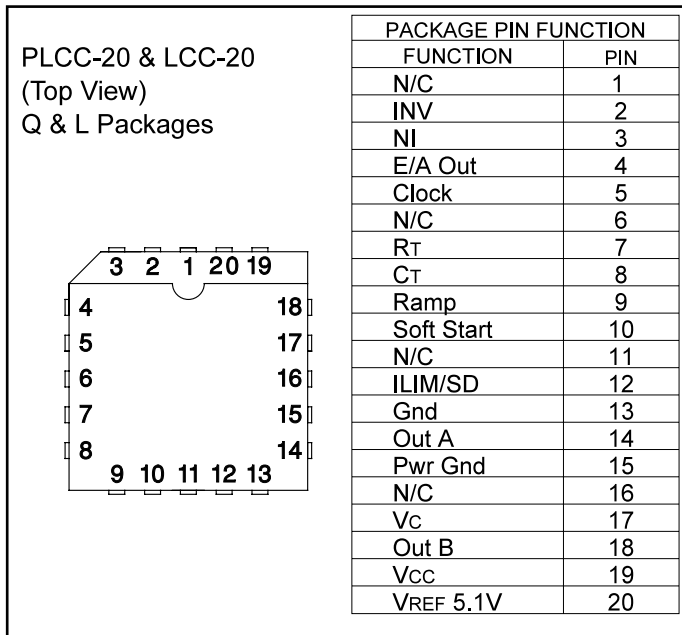 PLCC-20 & LCC-20
(Top View)
Q & L Packages
3 2 1 20 19
4 18
5 17
6 16
7 15
8 14
9 10 11 12 13
PACKAGE PIN FUNCTION
FUNCTION PIN
N/C 1
INV 2
NI 3
E/A Out 4
Clock 5
N/C 6
RT 7
CT 8
Ramp 9
Soft Start 10
N/C 11
ILIM/SD 12
Gnd 13
Out A 14
Pwr Gnd 15
N/C 16
VC 17
Out B 18
VCC 19
VREF 5.1V 20